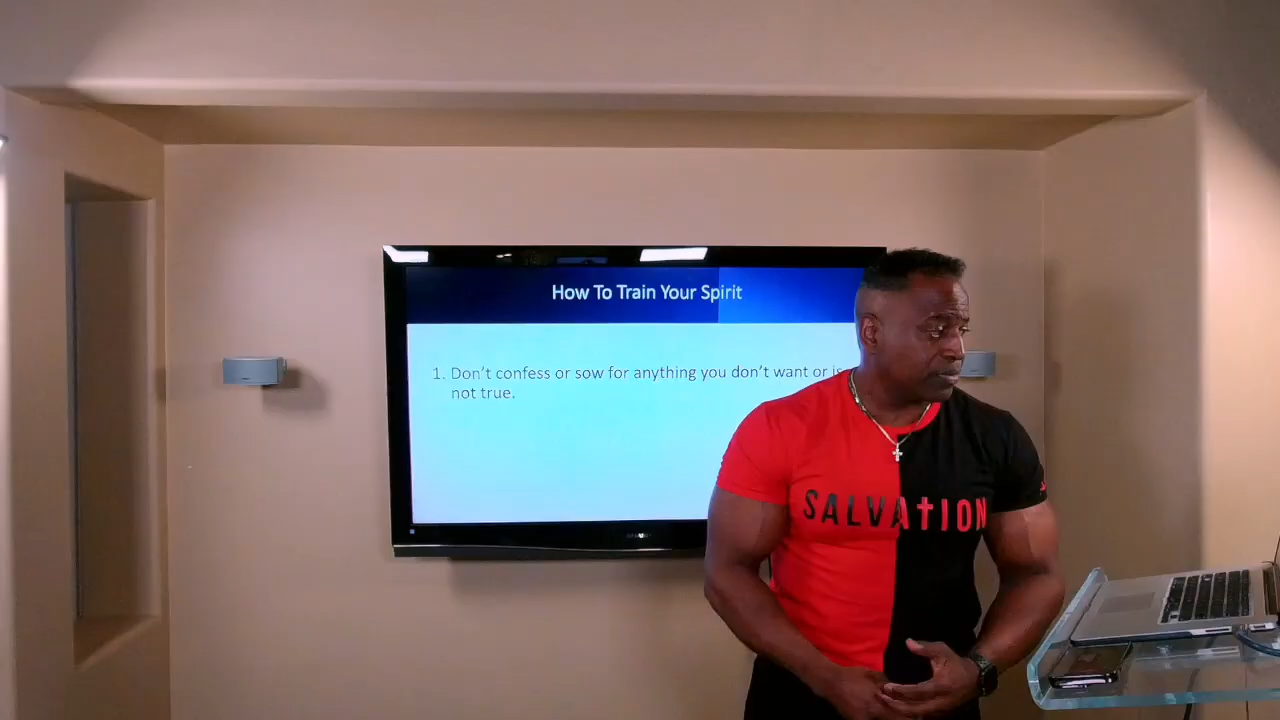 How To Train Your Spirit
1. Don't confess or sow for anything you don't want or is
not true.
SALVATION